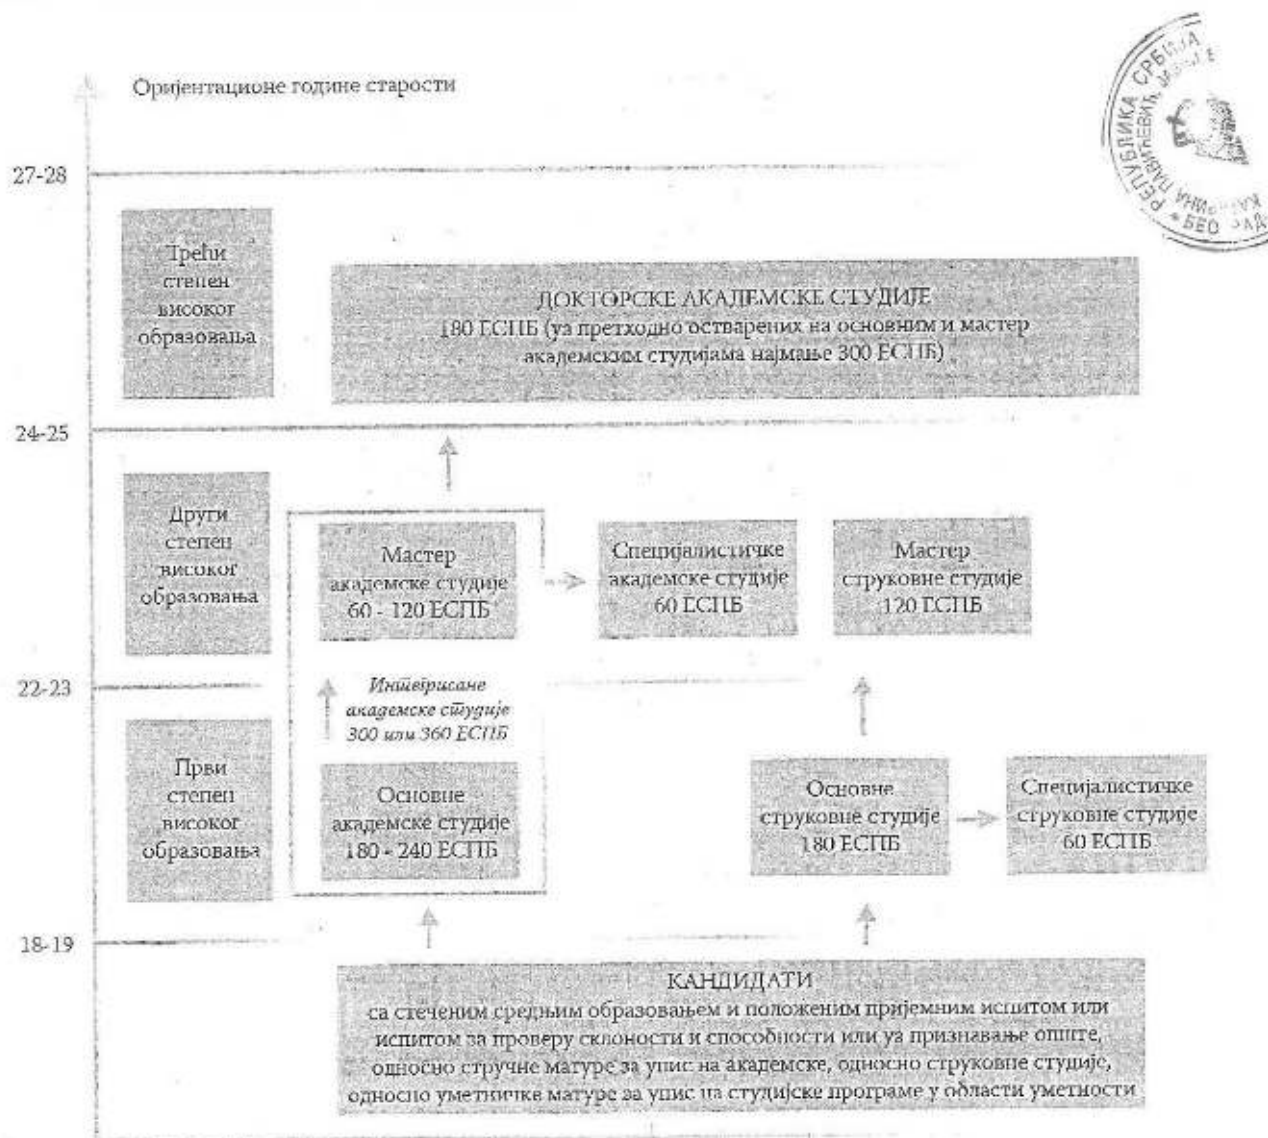 Оријентационе године старости
РЕПУБЛИКА СРБИЈА
27-28
Трећи
степен
високог
образовања
ДОКТОРСКЕ АКАДЕМСКЕ СТУДИЈЕ
180 ЕСПБ (уз претходно остварених на основним и мастер
академским студијама најмање 300 ЕСПБ)
24-25
Други
степен
високог
образовања
Мастер
академске студије
60 - 120 ЕСПБ
Специјалистичке
академске студије
60 ЕСПБ
Мастер
струковне студије
120 ЕСПБ
22-23
Интегрисане
академске студије
300 или 360 ЕСПБ
Први
степен
високог
образовања
Основне
академске студије
180 - 240 ЕСПБ
Основне
струковне студије
180 ЕСПБ
Специјалистичке
струковне студије
60 ЕСПБ
18-19
КАНДИДАТИ
са стеченим средњим образовањем и положеним пријемним испитом или
испитом за проверу склоности и способности или уз признавање опште,
односно стручне матуре за упис на академске, односно струковне студије,
односно уметничке матуре за упис на студијске програме у области уметности